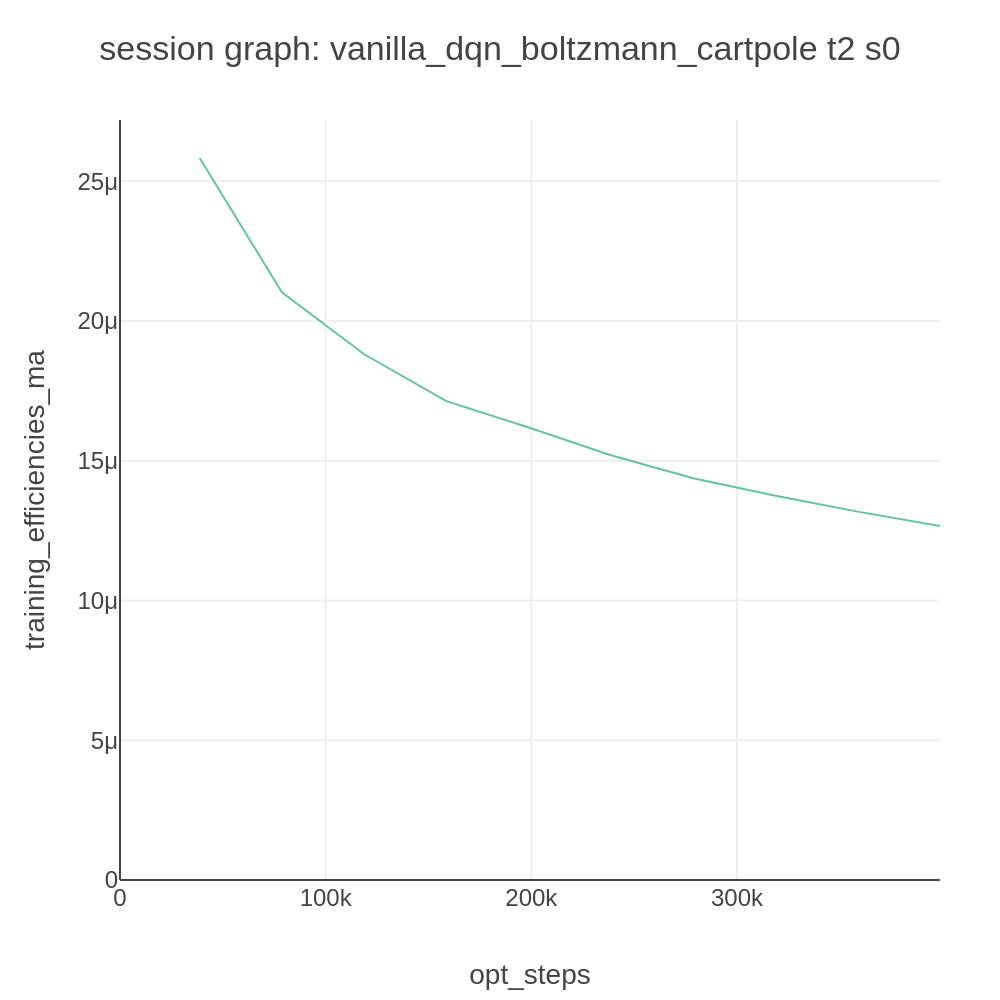 session graph: vanilla_dqn_boltzmann_cartpole t2 s0
25μ
20μ
15μ
10μ
5μ
0
training_efficiencies_ma
0 100k 200k 300k
opt_steps